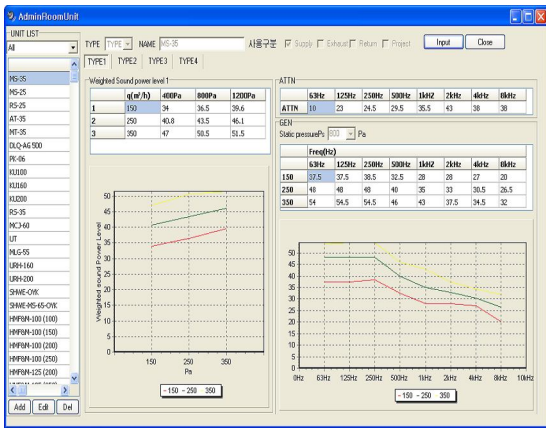 AdminRoomUnit
UNIT LIST
All
TYPE TYPE NAME MS-35 사용구분 Supply Exhaust Return Project Input Close
TYPE1 TYPE2 TYPE3 TYPE4
MS-35
MS-25
RS-25
AT-35
MT-35
DLQ-AG 500
PK-06
KU100
KU160
KU200
RS-35
MCJ-60
UT
MLG-55
URH-160
URH-200
SHWE-OYK
SHWE-MS-65-OYK
HMF&M-100 (100)
HMF&M-100 (150)
HMF&M-100 (200)
HMF&M-100 (250)
HMF&M-125 (200)
Add Edit Del
Weighted Sound power level 1
q(m³/h) 400Pa 800Pa 1200Pa
1 150 34 36.5 39.6
2 250 40.8 43.5 46.1
3 350 47 50.5 51.5
Weighted sound Power Level
50
45
40
35
30
25
20
15
10
5
0
150 250 350
Pa
150 250 350
ATTN
63Hz 125Hz 250Hz 500Hz 1kHZ 2kHz 4kHz 8kHz
ATTN 10 23 24.5 29.5 35.5 43 38 38
GEN
Static pressurePs 800 Pa
Freq(Hz)
63Hz 125Hz 250Hz 500Hz 1kHZ 2kHz 4kHz 8kHz
150 37.5 37.5 38.5 32.5 28 28 27 20
250 48 48 48 40 35 33 30.5 26.5
350 54 54.5 54.5 46 43 37.5 34.5 32
50
45
40
35
30
25
20
15
10
5
0
0Hz 63Hz 125Hz 250Hz 500Hz 1kHz 2kHz 4kHz 8kHz 10kHz
150 250 350